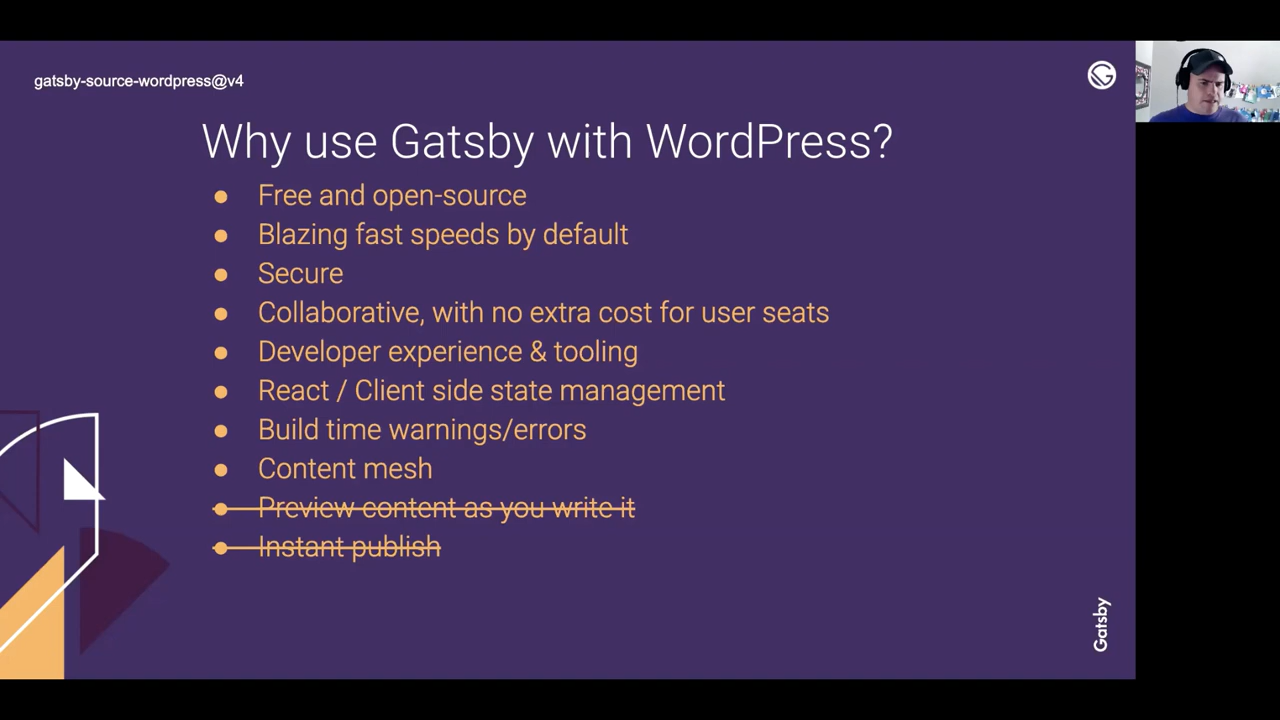 gatsby-source-wordpress@v4
Why use Gatsby with WordPress?
● Free and open-source
● Blazing fast speeds by default
● Secure
● Collaborative, with no extra cost for user seats
● Developer experience & tooling
● React / Client side state management
● Build time warnings/errors
● Content mesh
● Preview content as you write it
● Instant publish
Gatsby